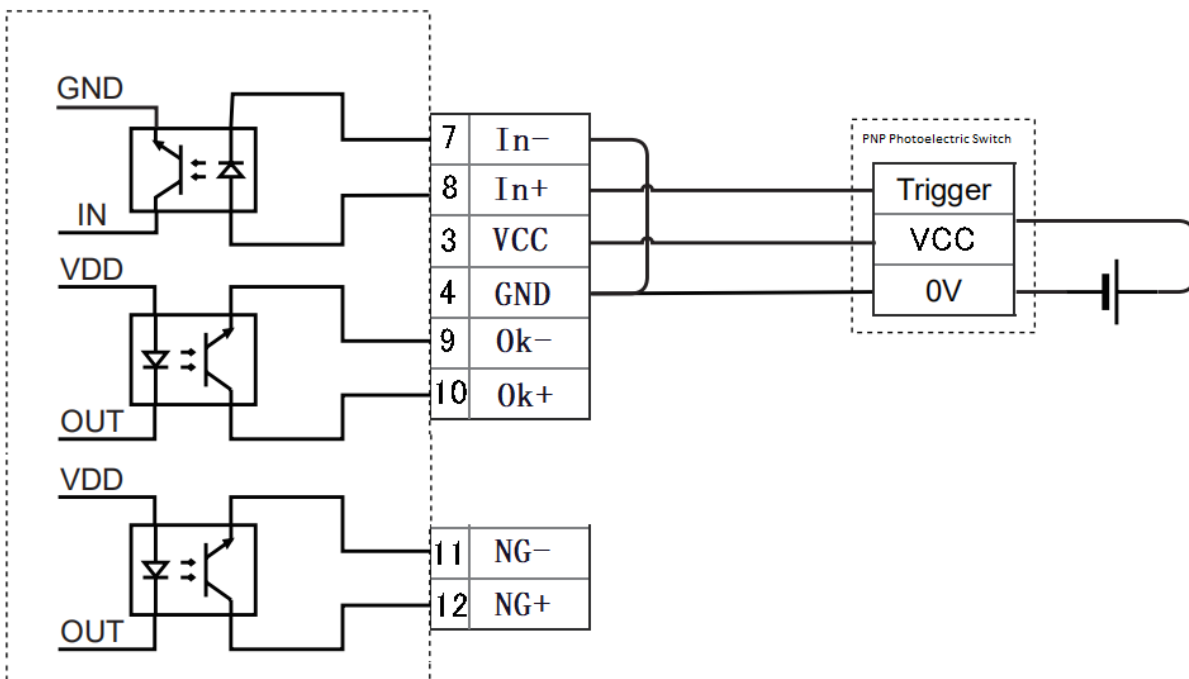 GND
IN
VDD
OUT
VDD
OUT
7 In-
8 In+
3 VCC
4 GND
9 Ok-
10 Ok+
11 NG-
12 NG+
PNP Photoelectric Switch
Trigger
VCC
0V